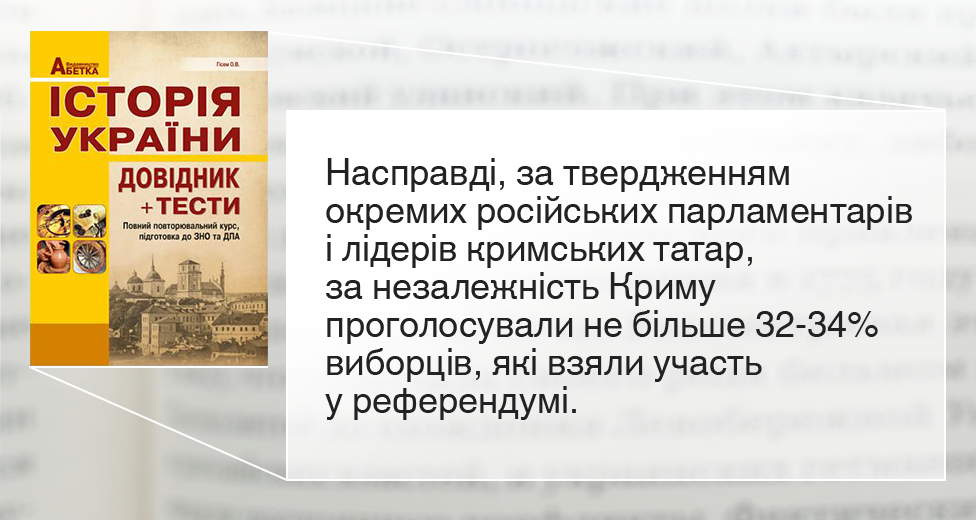 Видавництво
АБЕТКА
Гісем О.В.
ІСТОРІЯ
УКРАЇНИ
ДОВІДНИК
+ ТЕСТИ
Повний повторювальний курс,
підготовка до ЗНО та ДПА
Насправді, за твердженням
окремих російських парламентарів
і лідерів кримських татар,
за незалежність Криму
проголосували не більше 32-34%
виборців, які взяли участь
у референдумі.